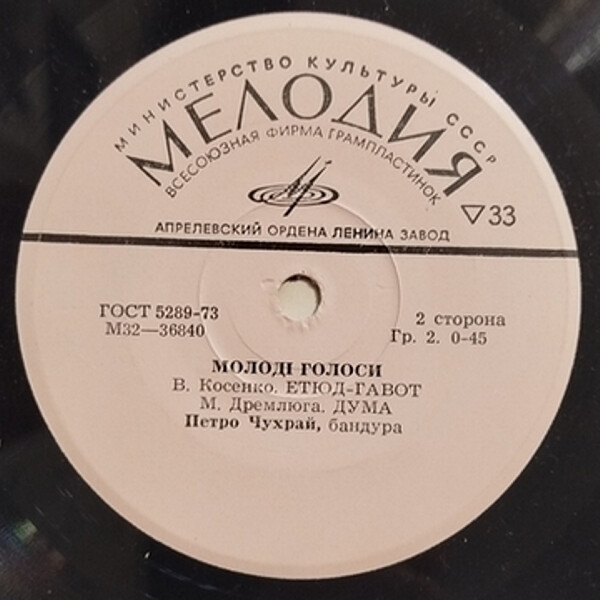 МИНИСТЕРСТВО КУЛЬТУРЫ СССР
МЕЛОДИЯ
ВСЕСОЮЗНАЯ ФИРМА ГРАМПЛАСТИНОК
▽33
АПРЕЛЕВСКИЙ ОРДЕНА ЛЕНИНА ЗАВОД
ГОСТ 5289-73
М32—36840
2 сторона
Гр. 2. 0-45
МОЛОДІ ГОЛОСИ
В. Косенко. ЕТЮД-ГАВОТ
М. Дремлюга. ДУМА
Петро Чухрай, бандура